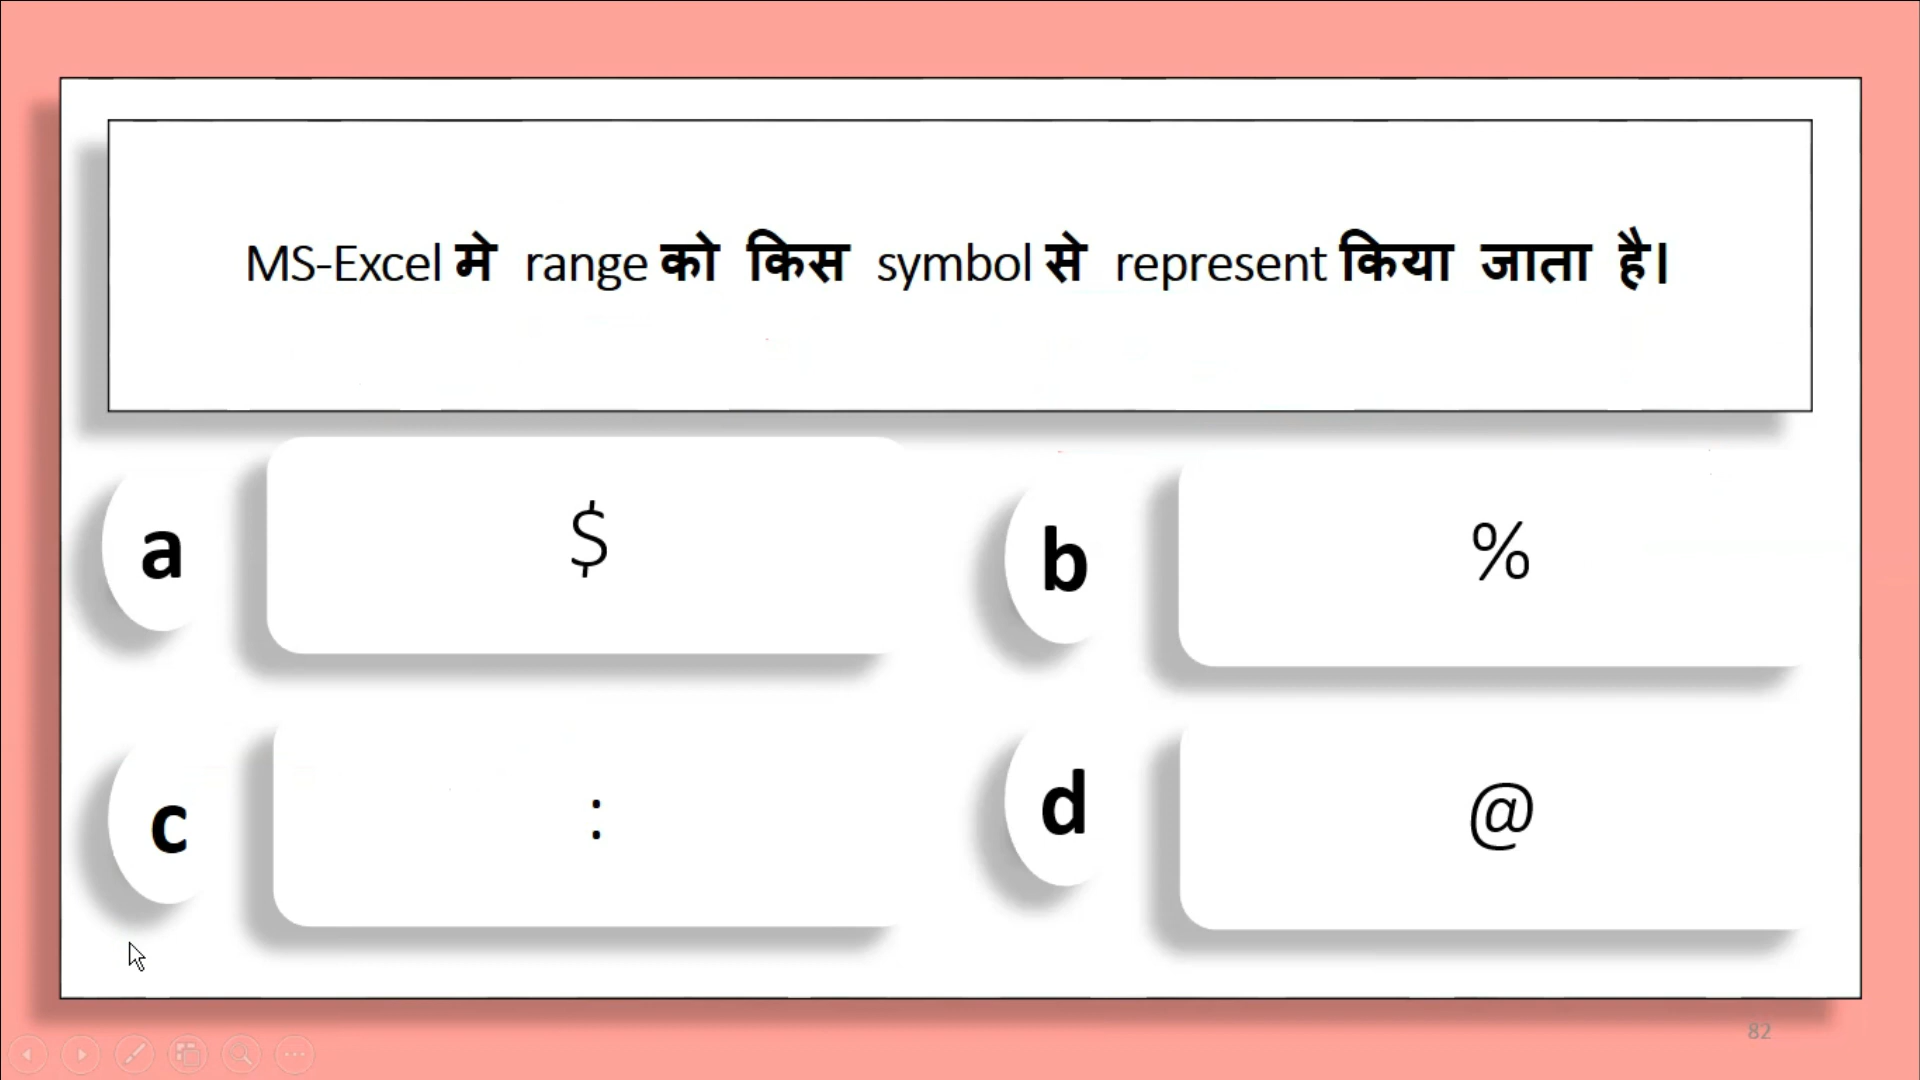 MS-Excel मे range को किस symbol से represent किया जाता है।
a
$
b
%
c
:
d
@
82